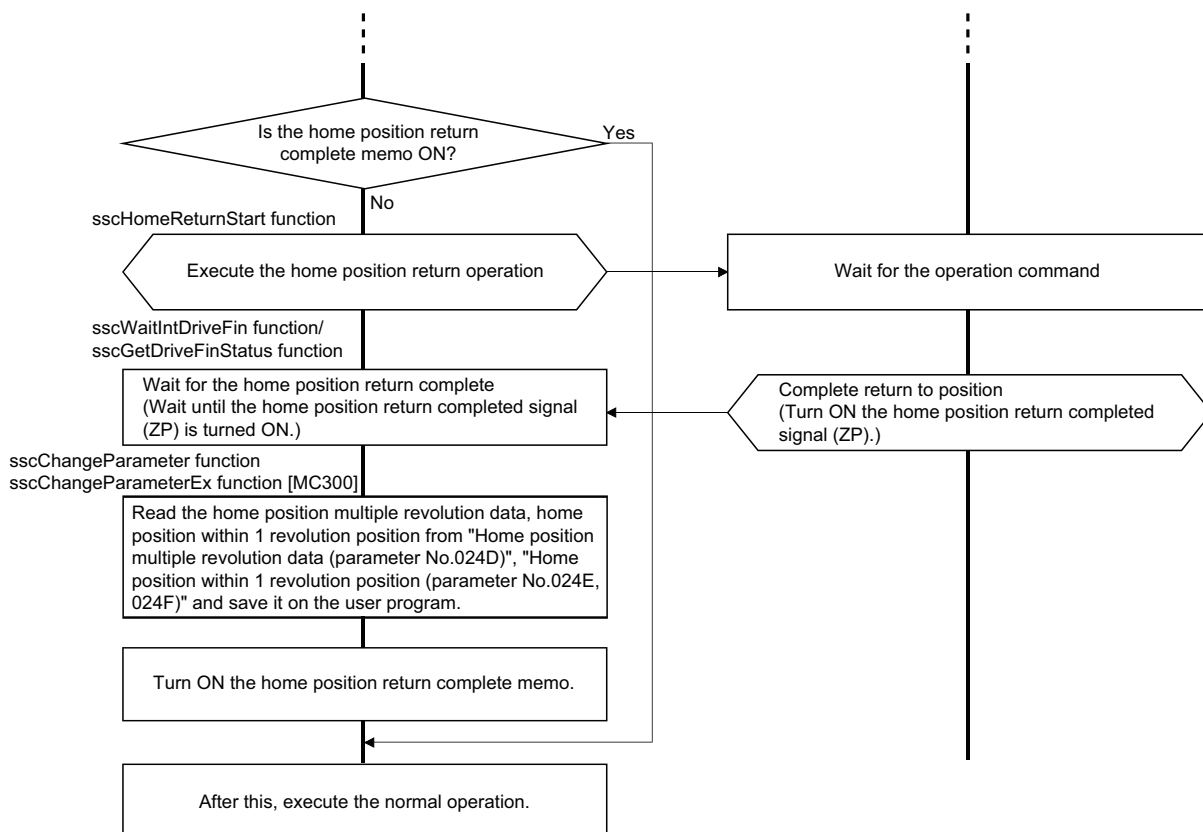 Is the home position return
complete memo ON?
Yes
No
sscHomeReturnStart function
Execute the home position return operation
Wait for the operation command
sscWaitIntDriveFin function/
sscGetDriveFinStatus function
Wait for the home position return complete
(Wait until the home position return completed signal
(ZP) is turned ON.)
Complete return to position
(Turn ON the home position return completed
signal (ZP).)
sscChangeParameter function
sscChangeParameterEx function [MC300]
Read the home position multiple revolution data, home
position within 1 revolution position from "Home position
multiple revolution data (parameter No.024D)", "Home
position within 1 revolution position (parameter No.024E,
024F)" and save it on the user program.
Turn ON the home position return complete memo.
After this, execute the normal operation.